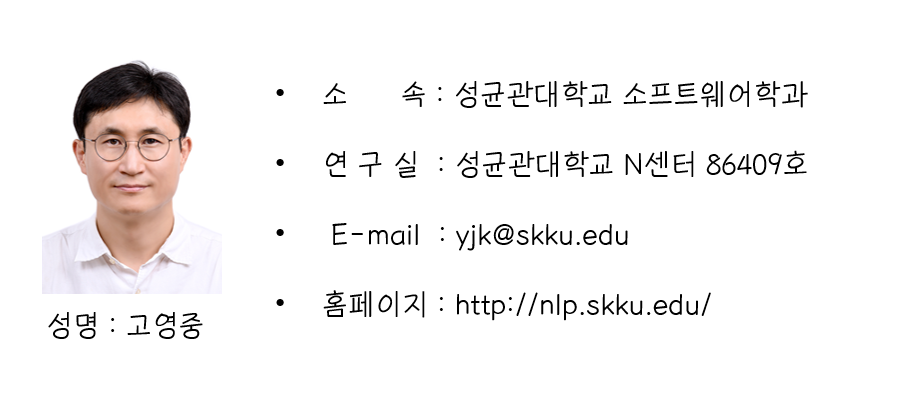 • 소 속 : 성균관대학교 소프트웨어학과
• 연 구 실 : 성균관대학교 N센터 86409호
• E-mail : yjk@skku.edu
• 홈페이지 : http://nlp.skku.edu/
성명 : 고영중